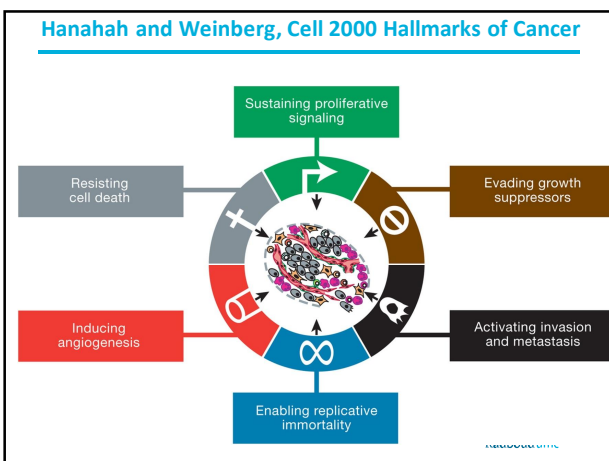 Hanahah and Weinberg, Cell 2000 Hallmarks of Cancer
Sustaining proliferative
signaling
Resisting
cell death
Evading growth
suppressors
Inducing
angiogenesis
Activating invasion
and metastasis
Enabling replicative
immortality